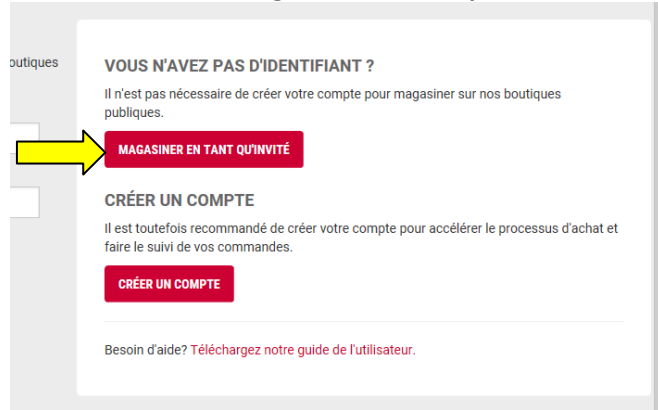 outiques
VOUS N'AVEZ PAS D'IDENTIFIANT ?
Il n'est pas nécessaire de créer votre compte pour magasiner sur nos boutiques
publiques.
MAGASINER EN TANT QU'INVITÉ
CRÉER UN COMPTE
Il est toutefois recommandé de créer votre compte pour accélérer le processus d'achat et
faire le suivi de vos commandes.
CRÉER UN COMPTE
Besoin d'aide? Téléchargez notre guide de l'utilisateur.